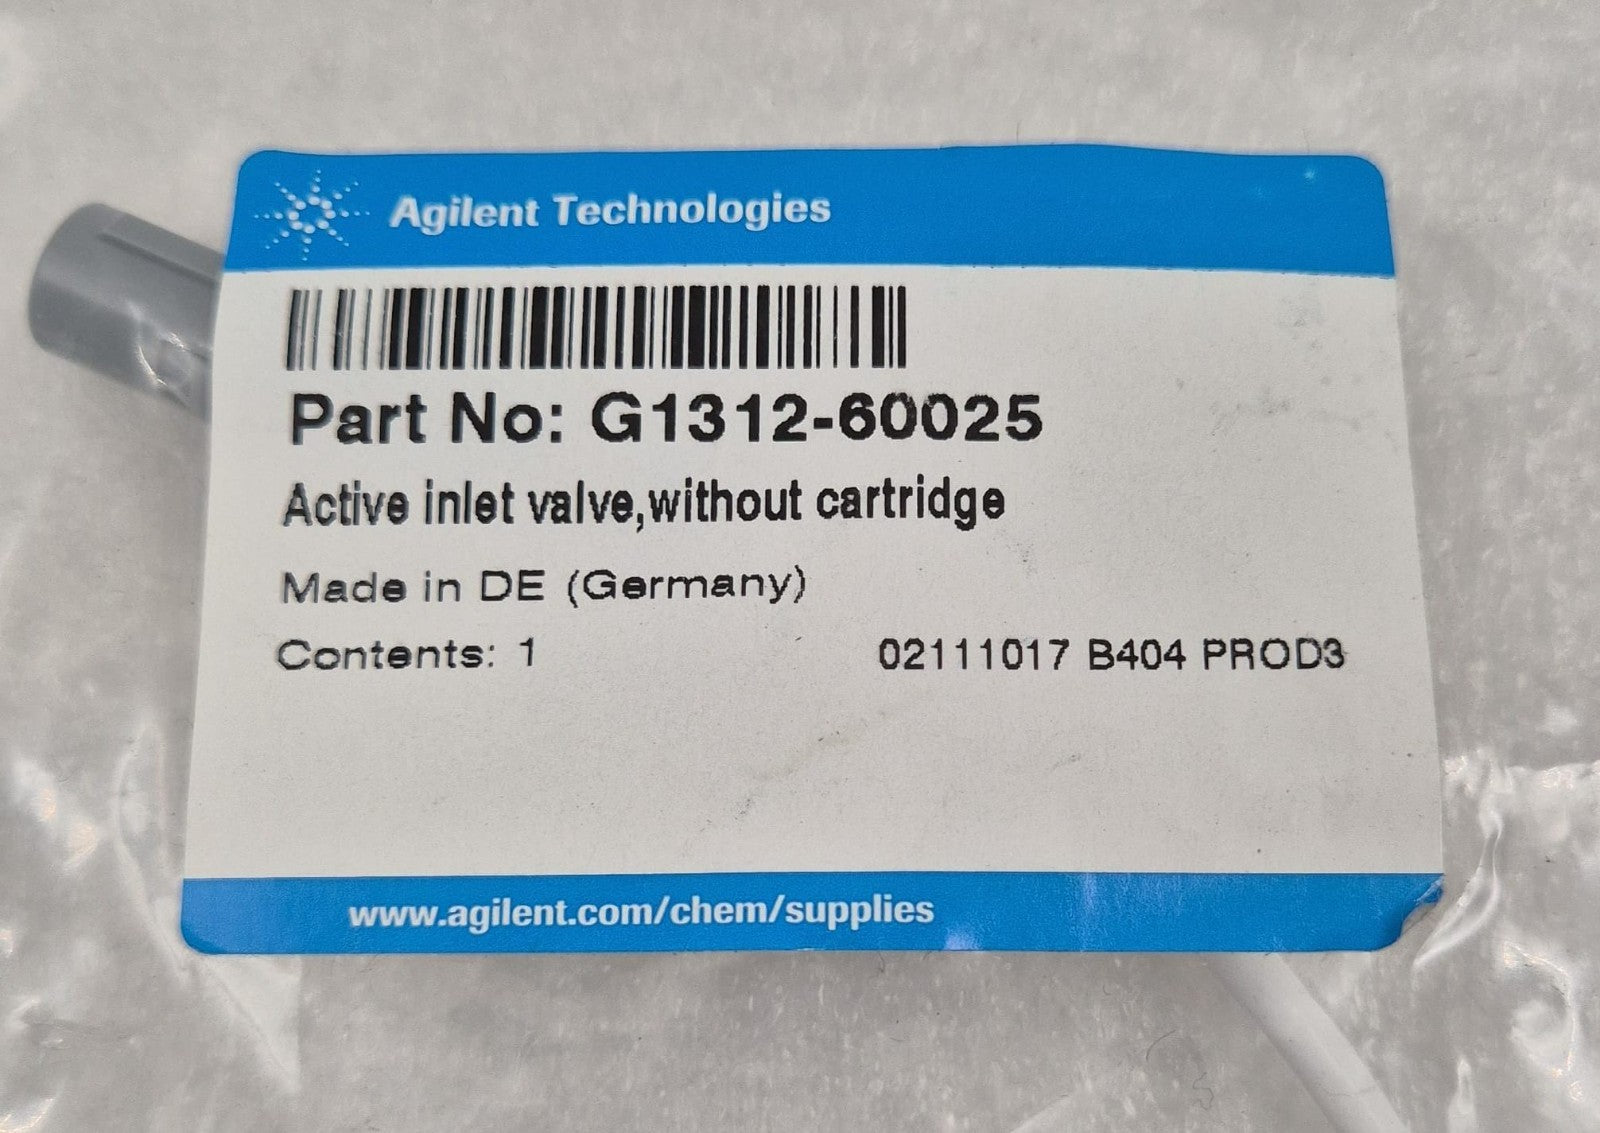 Agilent Technologies
Part No: G1312-60025
Active inlet valve,without cartridge
Made in DE (Germany)
Contents: 1 02111017 B404 PROD3
www.agilent.com/chem/supplies